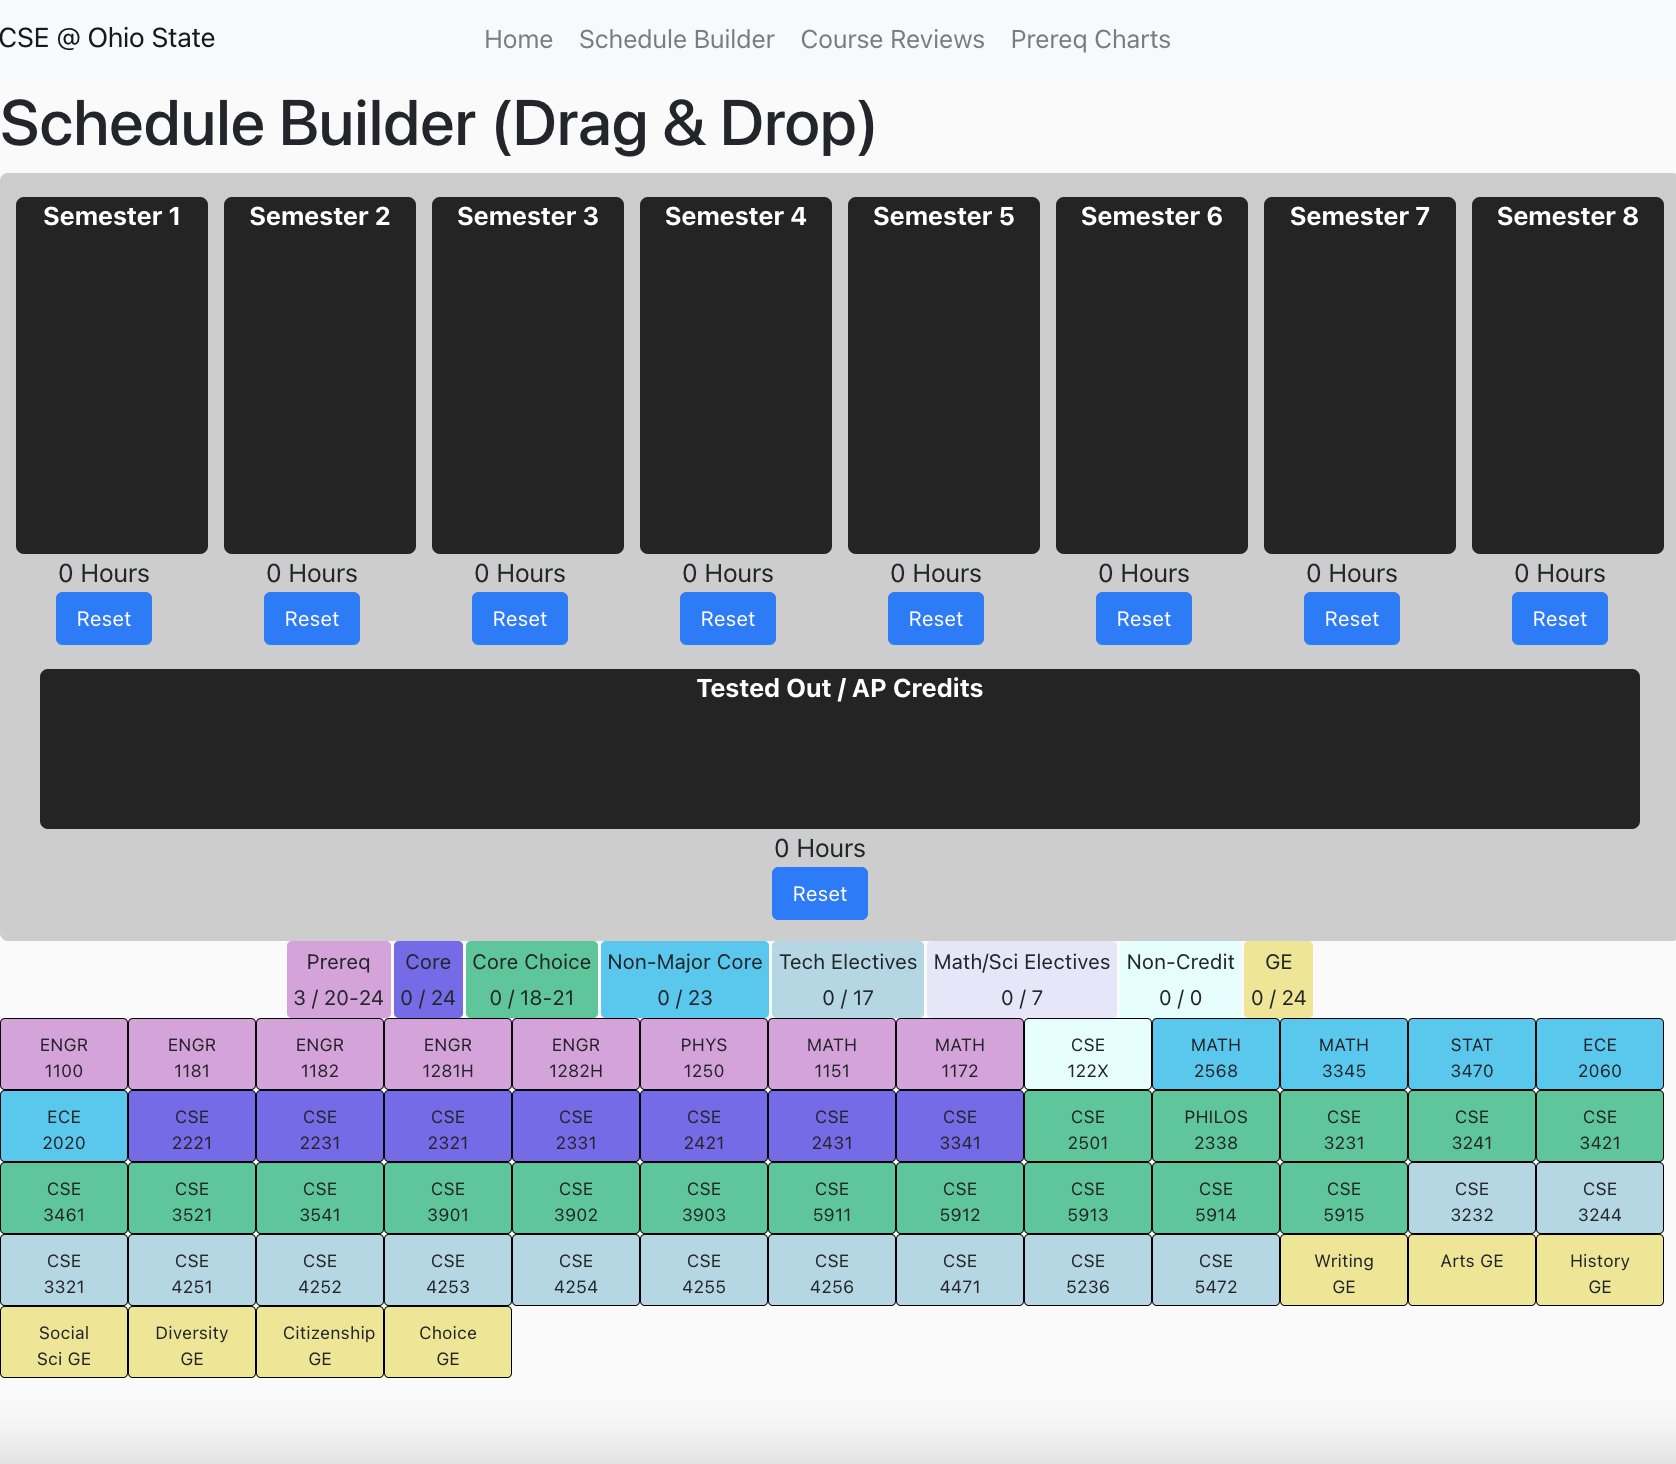 CSE @ Ohio State
Home Schedule Builder Course Reviews Prereq Charts
Schedule Builder (Drag & Drop)
Semester 1 Semester 2 Semester 3 Semester 4 Semester 5 Semester 6 Semester 7 Semester 8
0 Hours 0 Hours 0 Hours 0 Hours 0 Hours 0 Hours 0 Hours 0 Hours
Reset Reset Reset Reset Reset Reset Reset Reset
Tested Out / AP Credits
0 Hours
Reset
Prereq Core Core Choice Non-Major Core Tech Electives Math/Sci Electives Non-Credit GE
3 / 20-24 0 / 24 0 / 18-21 0 / 23 0 / 17 0 / 7 0 / 0 0 / 24
ENGR ENGR ENGR ENGR ENGR PHYS MATH MATH CSE MATH MATH STAT ECE
1100 1181 1182 1281H 1282H 1250 1151 1172 122X 2568 3345 3470 2060
ECE CSE CSE CSE CSE CSE CSE CSE CSE PHILOS CSE CSE CSE
2020 2221 2231 2321 2331 2421 2431 3341 2501 2338 3231 3241 3421
CSE CSE CSE CSE CSE CSE CSE CSE CSE CSE CSE CSE CSE
3461 3521 3541 3901 3902 3903 5911 5912 5913 5914 5915 3232 3244
CSE CSE CSE CSE CSE CSE CSE CSE CSE CSE Writing Arts GE History
3321 4251 4252 4253 4254 4255 4256 4471 5236 5472 GE GE
Social Diversity Citizenship Choice
Sci GE GE GE GE